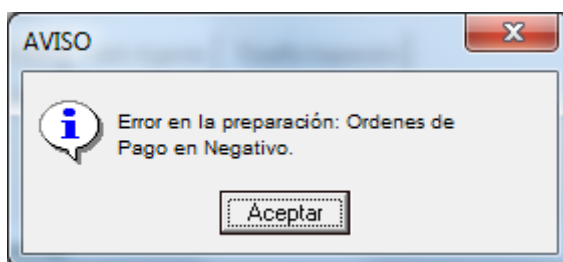 AVISO
Error en la preparación: Ordenes de
Pago en Negativo.
Aceptar